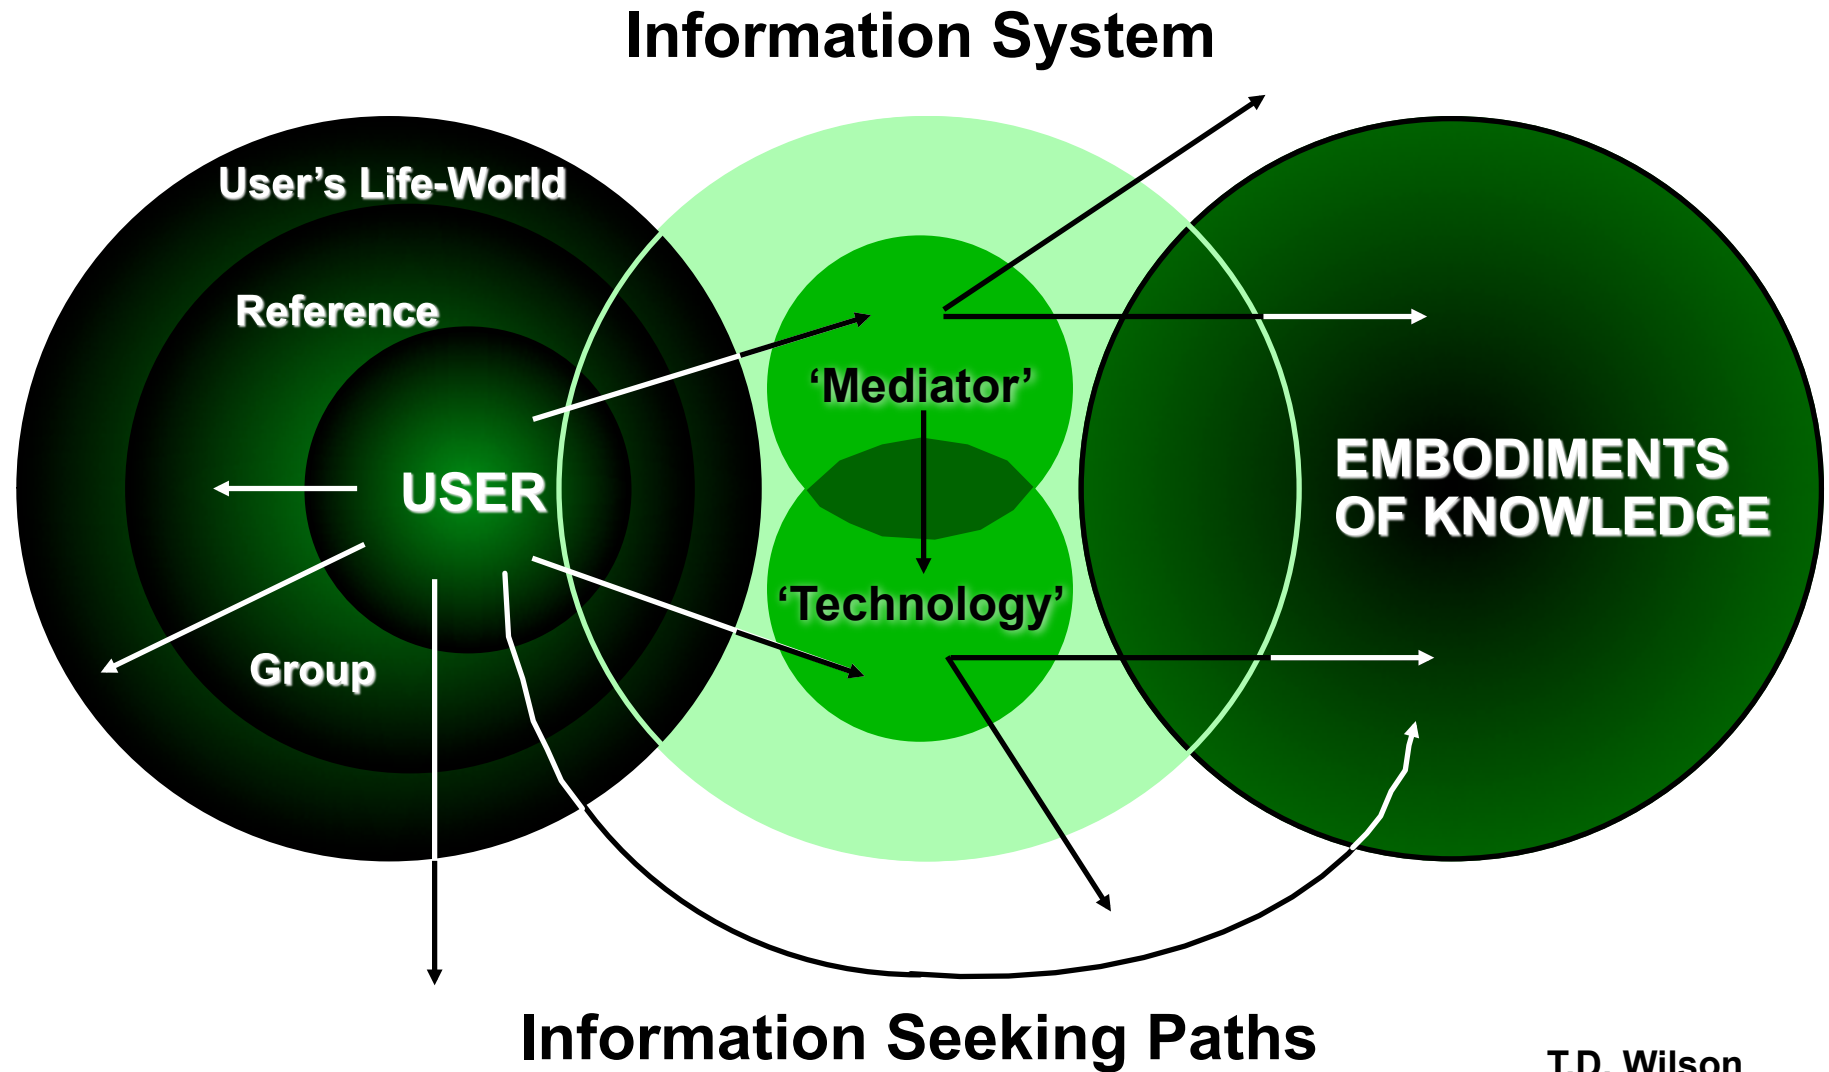 Information System
User’s Life-World
Reference
‘Mediator’
EMBODIMENTS
USER
OF KNOWLEDGE
‘Technology’
Group
Information Seeking Paths
T.D. Wilson